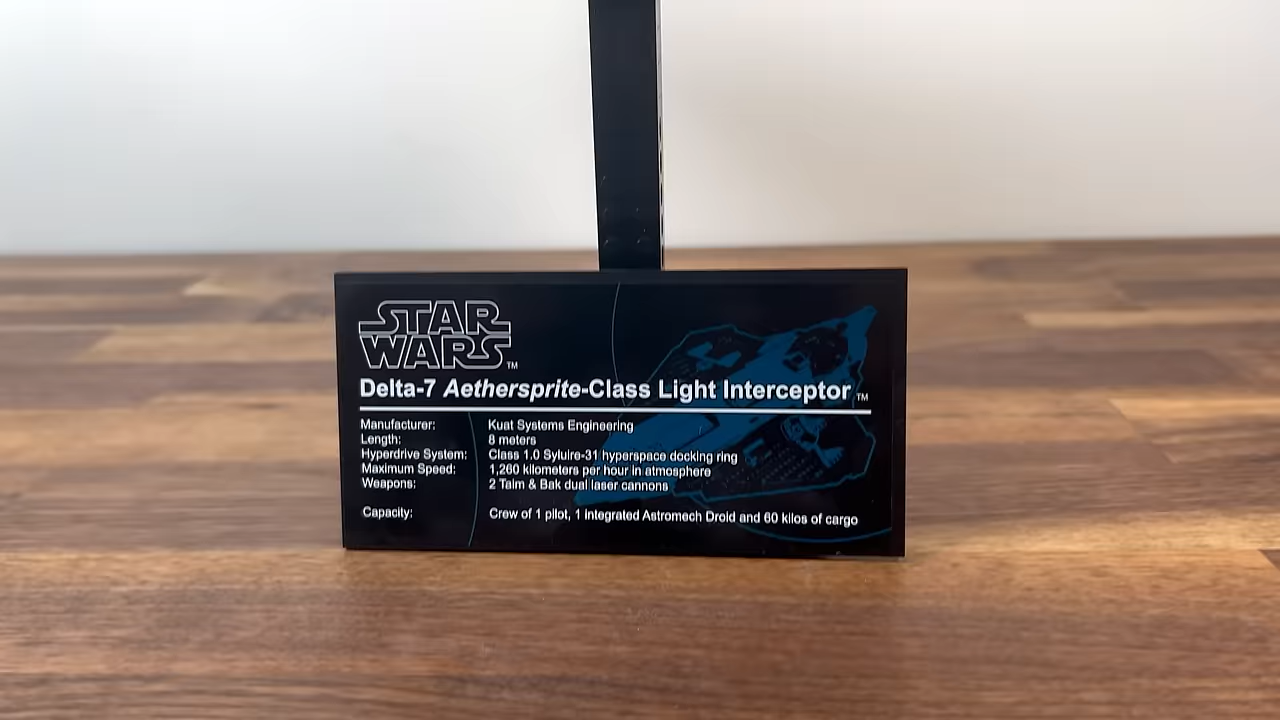 STAR
WARS™
Delta-7 Aethersprite-Class Light Interceptor™
Manufacturer: Kuat Systems Engineering
Length: 8 meters
Hyperdrive System: Class 1.0 Syluire-31 hyperspace docking ring
Maximum Speed: 1,260 kilometers per hour in atmosphere
Weapons: 2 Taim & Bak dual laser cannons
Capacity: Crew of 1 pilot, 1 integrated Astromech Droid and 60 kilos of cargo